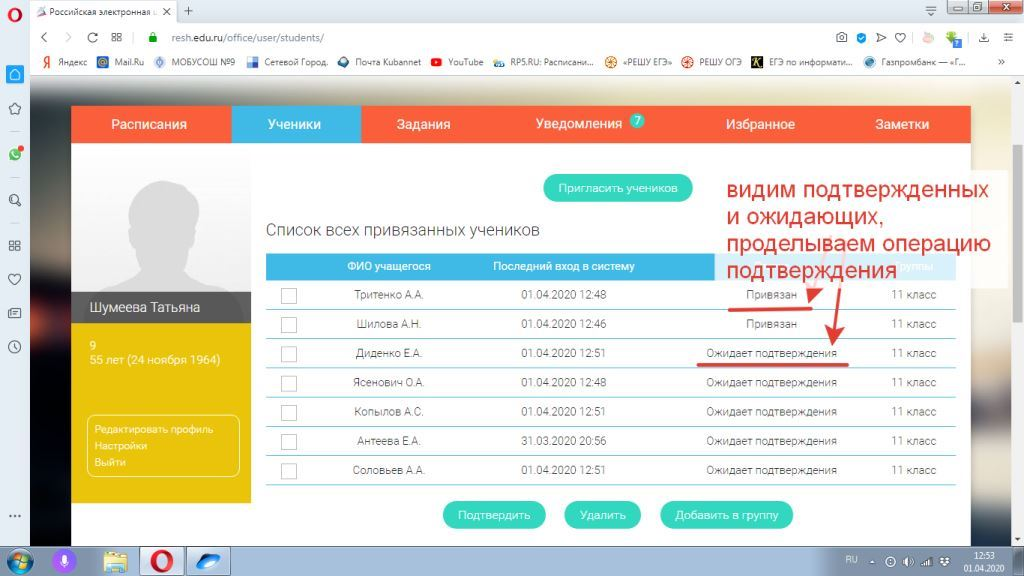 Российская электронная ш
resh.edu.ru/office/user/students/
Яндекс Mail.Ru МОБУСОШ №9 Сетевой Город. Почта Kubannet YouTube RP5.RU: Расписани... «РЕШУ ЕГЭ» РЕШУ ОГЭ ЕГЭ по информати... Газпромбанк — «Г...
Расписания Ученики Задания Уведомления 7 Избранное Заметки
Пригласить учеников
видим подтвержденных
и ожидающих,
проделываем операцию
подтверждения
Список всех привязанных учеников
ФИО учащегося Последний вход в систему Группы
Тритенко А.А. 01.04.2020 12:48 Привязан 11 класс
Шилова А.Н. 01.04.2020 12:46 Привязан 11 класс
Диденко Е.А. 01.04.2020 12:51 Ожидает подтверждения 11 класс
Ясенович О.А. 01.04.2020 12:48 Ожидает подтверждения 11 класс
Копылов А.С. 01.04.2020 12:51 Ожидает подтверждения 11 класс
Антеева Е.А. 31.03.2020 20:56 Ожидает подтверждения 11 класс
Соловьев А.А. 01.04.2020 12:51 Ожидает подтверждения 11 класс
Шумеева Татьяна
9
55 лет (24 ноября 1964)
Редактировать профиль
Настройки
Выйти
Подтвердить Удалить Добавить в группу
RU
12:53
01.04.2020